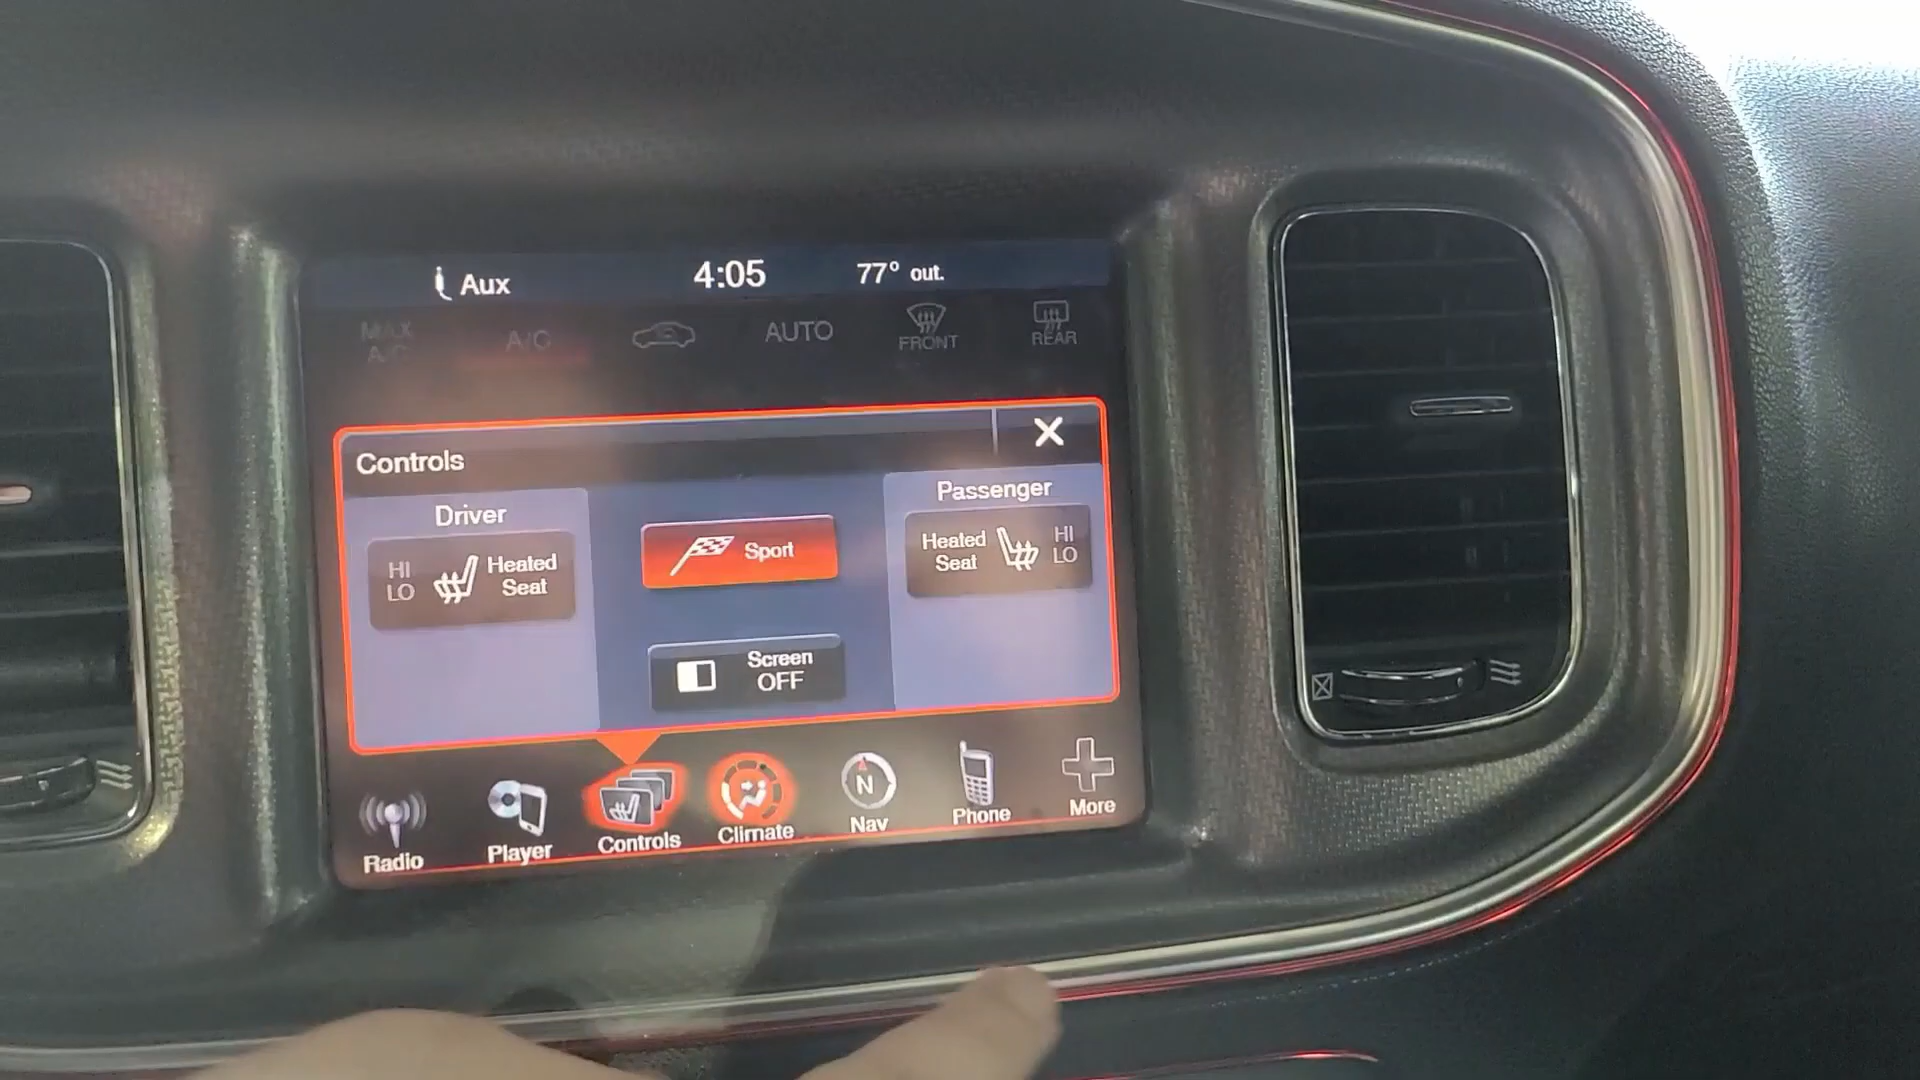 Aux 4:05 77° out.
MAX A/C A/C AUTO FRONT REAR
Controls X
Driver
HI
LO
Heated
Seat
Sport
Screen
OFF
Passenger
Heated
Seat
HI
LO
Radio Player Controls Climate N Nav Phone More